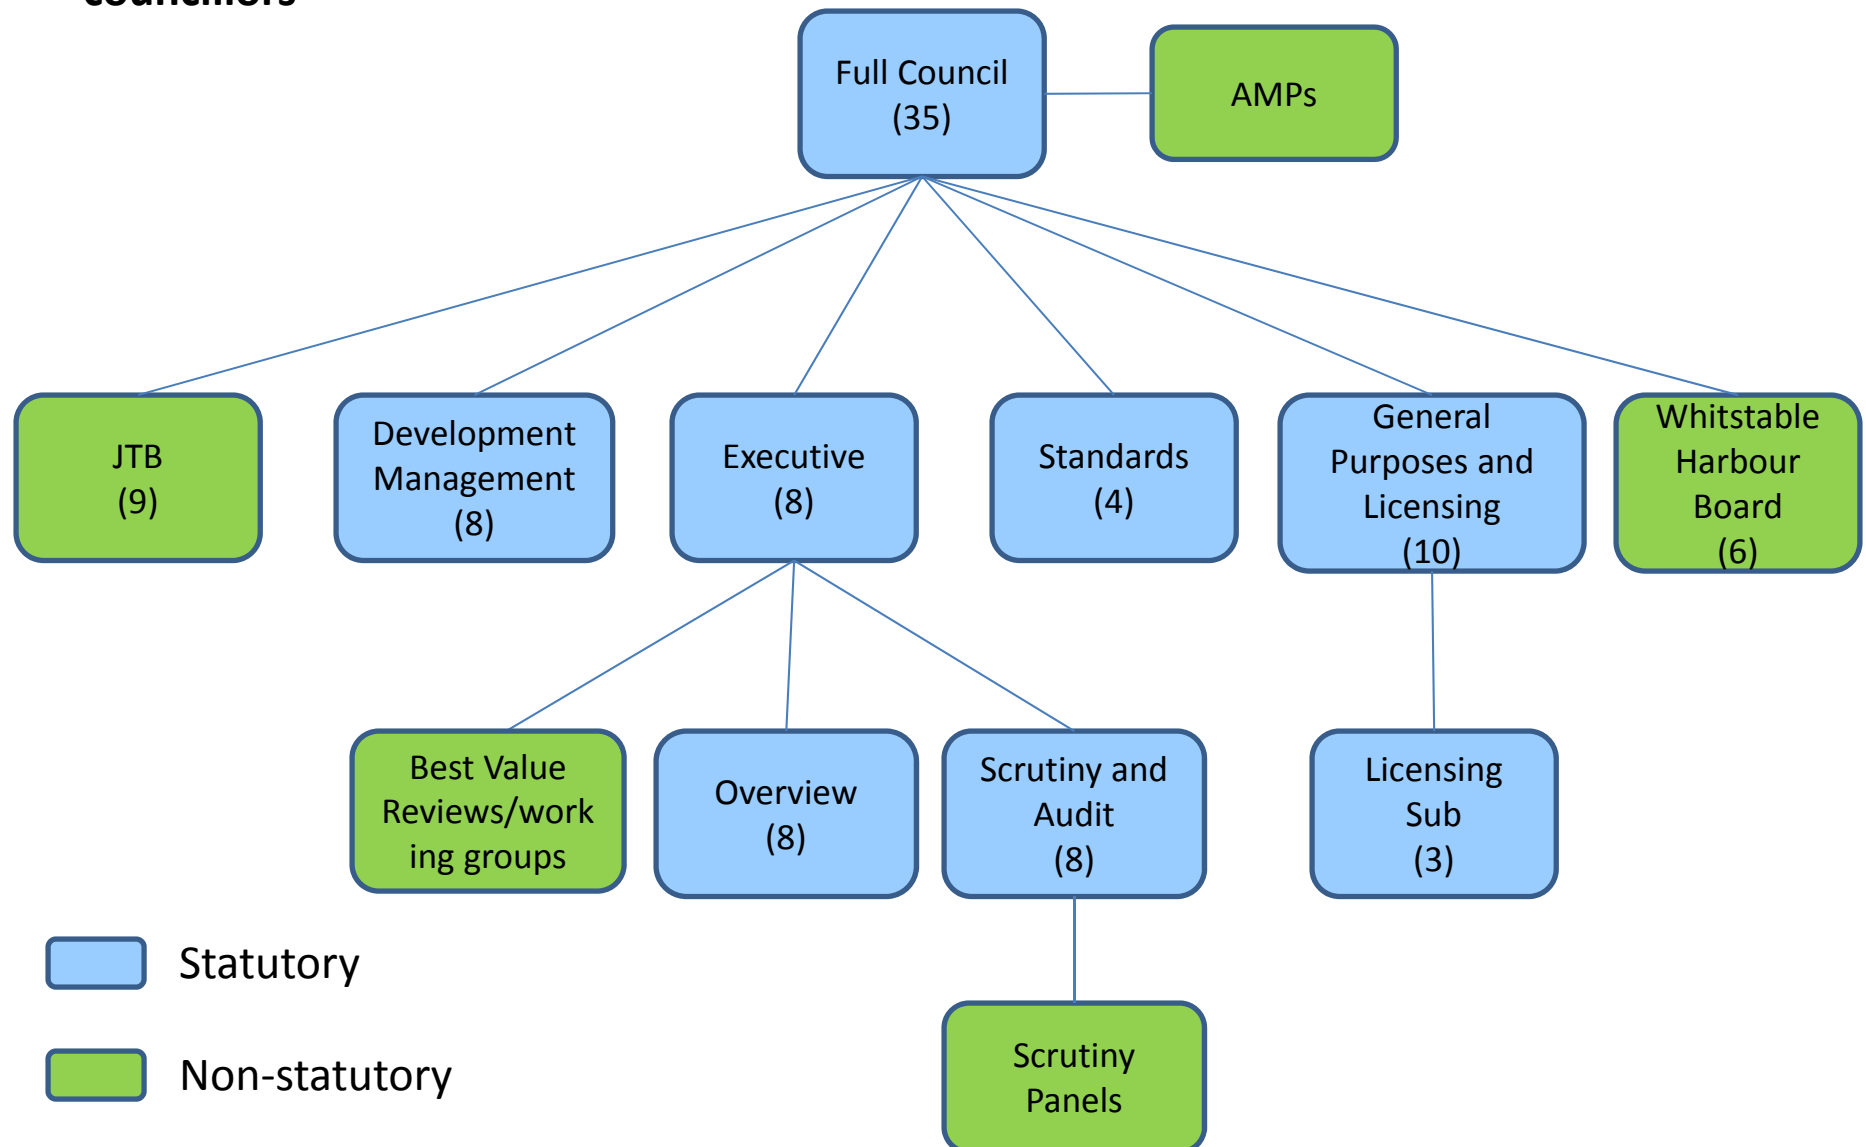 councillors
Full Council
(35)
AMPs
JTB
(9)
Development
Management
(8)
Executive
(8)
Standards
(4)
General
Purposes and
Licensing
(10)
Whitstable
Harbour
Board
(6)
Best Value
Reviews/work
ing groups
Overview
(8)
Scrutiny and
Audit
(8)
Licensing
Sub
(3)
Statutory
Scrutiny
Panels
Non-statutory